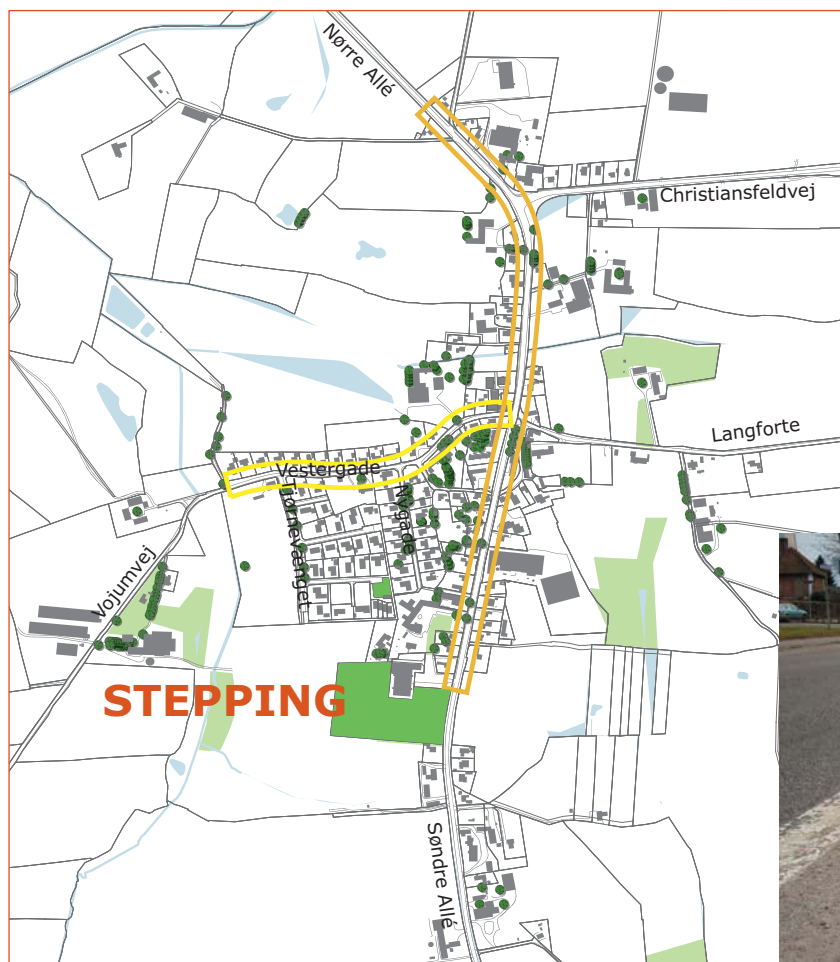 Nørre Allé
Christiansfeldvej
Langforte
Vestergade
Tjørnevænget
Nygade
Vojumvej
STEPPING
Søndre Allé